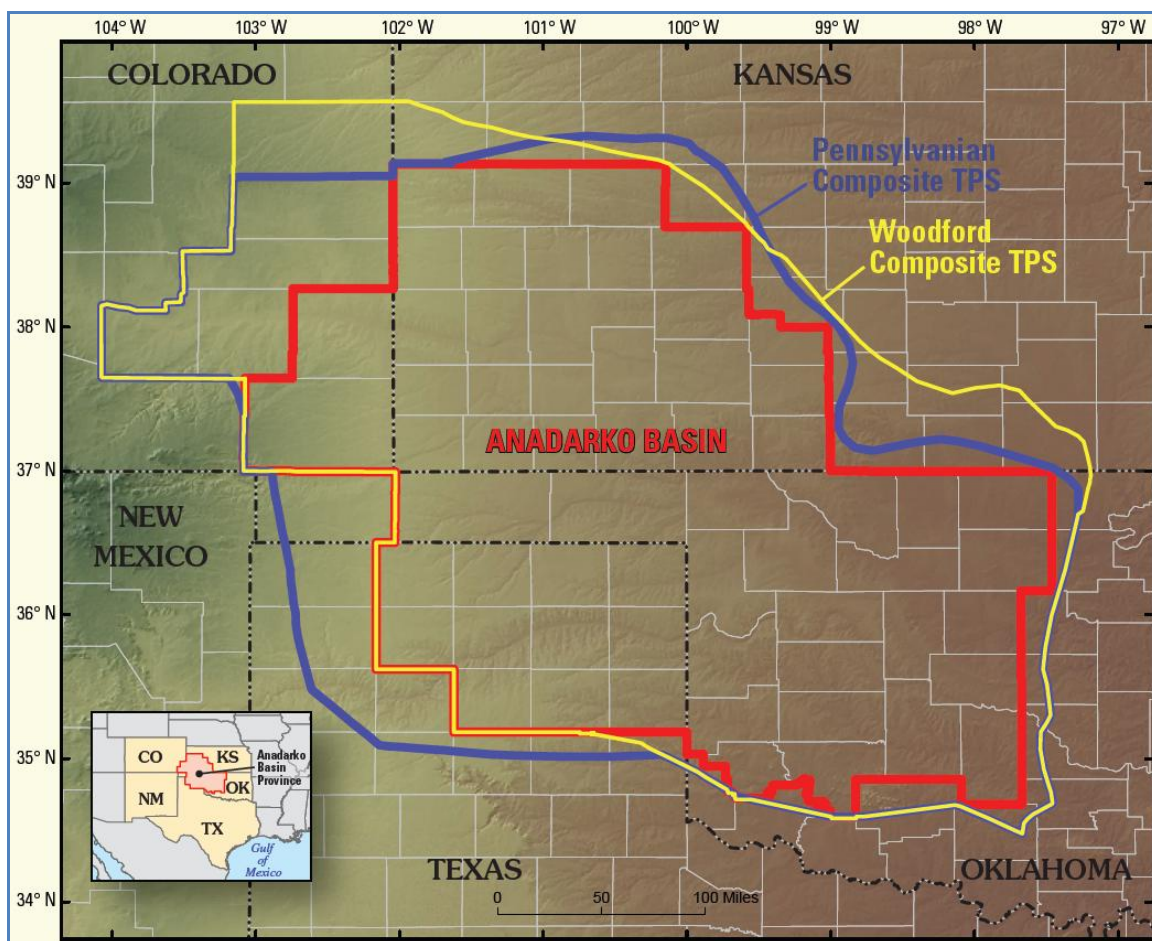 104° W 103° W 102° W 101° W 100° W 99° W 98° W 97° W
COLORADO
KANSAS
39° N
Pennsylvanian
Composite TPS
Woodford
Composite TPS
38° N
ANADARKO BASIN
37° N
NEW
MEXICO
36° N
35° N
CO
KS
Anadarko
Basin
Province
NM
OK
TX
Gulf
of
Mexico
TEXAS
OKLAHOMA
0 50 100 Miles
34° N